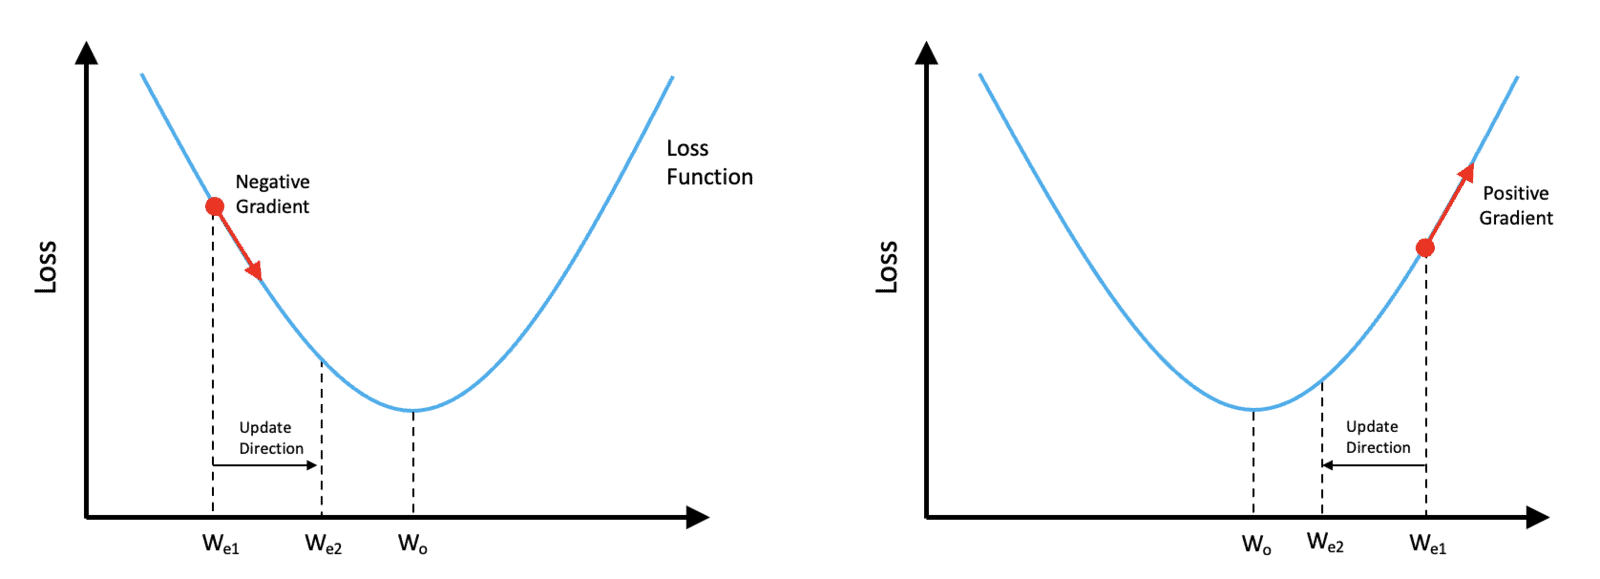 Loss
Negative
Gradient
Loss
Function
Update
Direction
We1
We2
Wo
Loss
Positive
Gradient
Update
Direction
Wo
We2
We1